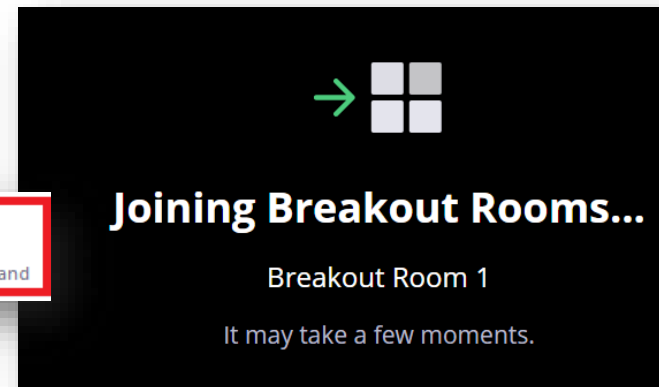 and
Joining Breakout Rooms...
Breakout Room 1
It may take a few moments.